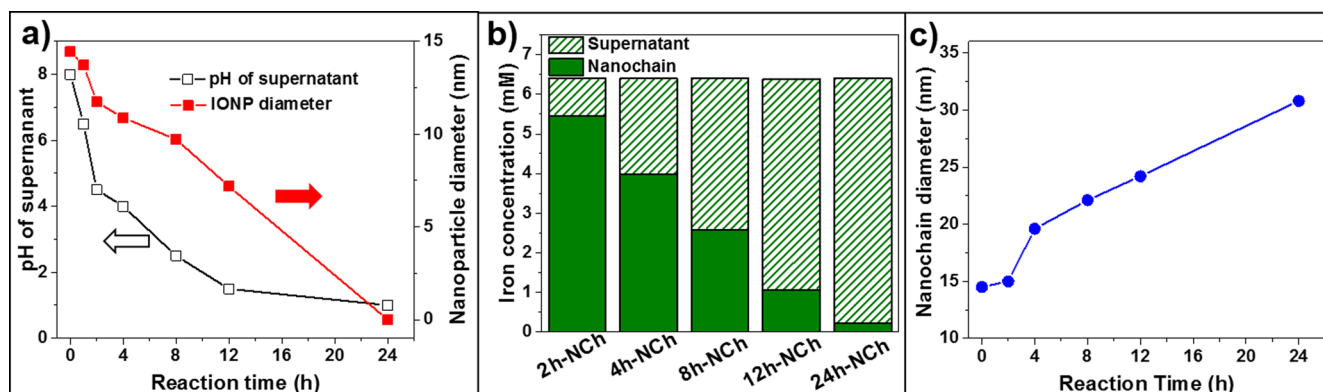 a)
pH of supernatant
IONP diameter
pH of supernatant
Nanoparticle diameter (nm)
8
6
4
2
0
15
10
5
0
0 4 8 12 16 20 24
Reaction time (h)
b)
Supernatant
Nanochain
Iron concentration (mM)
7
6
5
4
3
2
1
0
2h-NCh 4h-NCh 8h-NCh 12h-NCh 24h-NCh
c)
Nanochain diameter (nm)
35
30
25
20
15
10
0 4 8 12 16 20 24
Reaction Time (h)